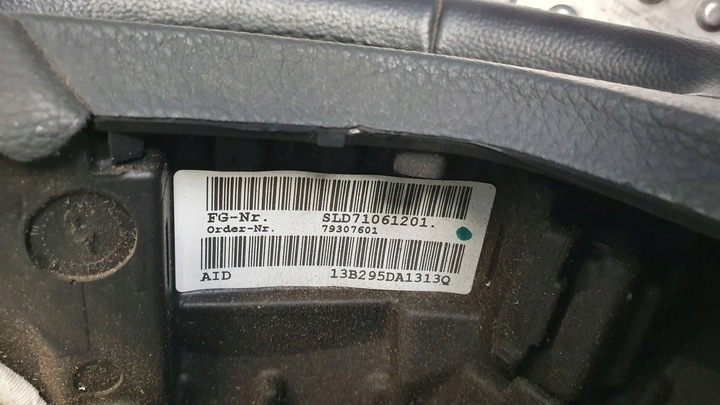 FG-Nr. SLD71061201.
Order-Nr. 79307601
AID 13B295DA1313Q